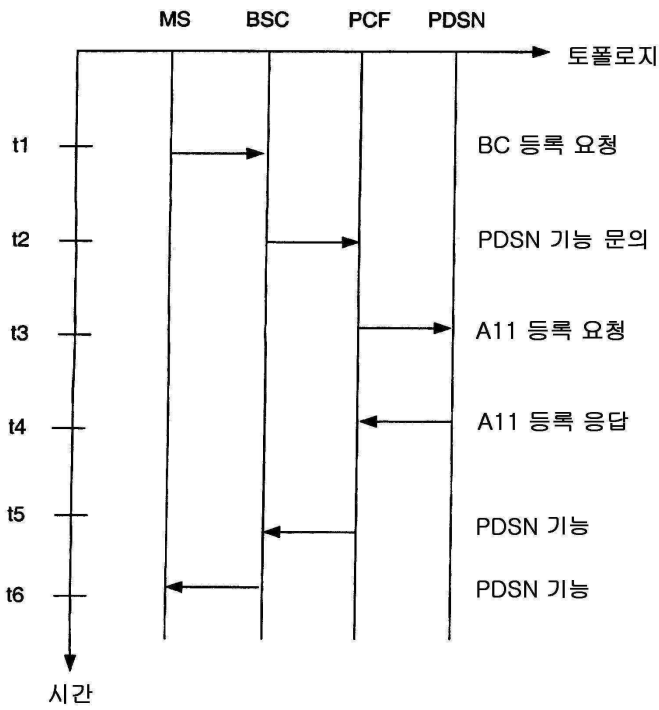 MS BSC PCF PDSN
토폴로지
t1 BC 등록 요청
t2 PDSN 기능 문의
t3 A11 등록 요청
t4 A11 등록 응답
t5 PDSN 기능
t6 PDSN 기능
시간